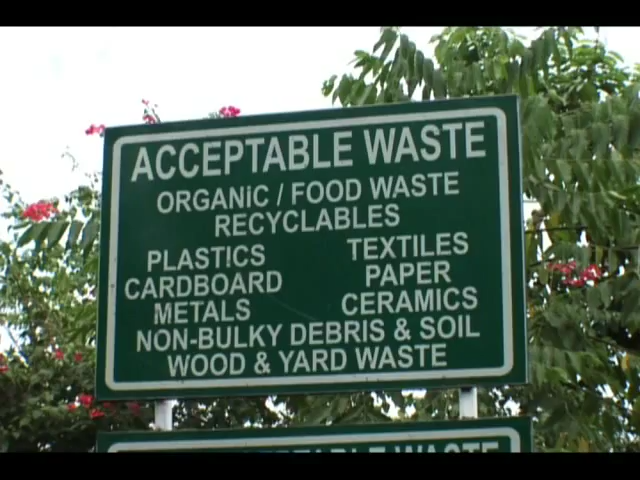 ACCEPTABLE WASTE
ORGANiC / FOOD WASTE
RECYCLABLES
PLASTICS TEXTILES
CARDBOARD PAPER
METALS CERAMICS
NON-BULKY DEBRIS & SOIL
WOOD & YARD WASTE
WASTE